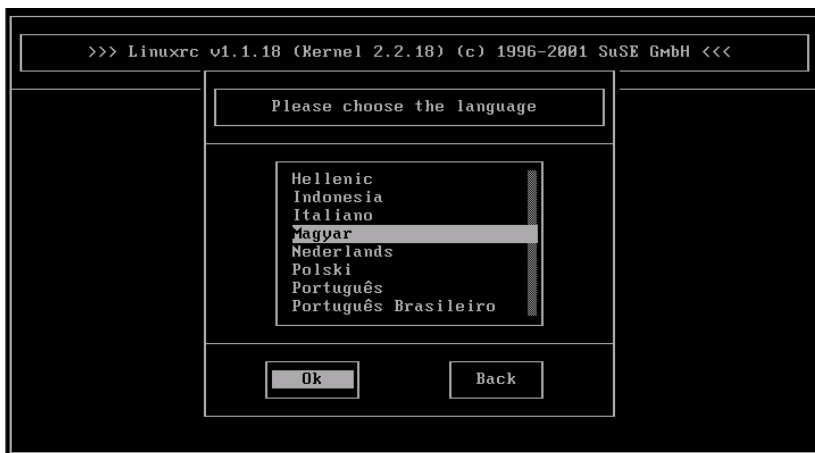 >>> Linuxrc v1.1.18 (Kernel 2.2.18) (c) 1996-2001 SuSE GmbH <<<
Please choose the language
Hellenic
Indonesia
Italiano
Magyar
Nederlands
Polski
Português
Português Brasileiro
Ok
Back